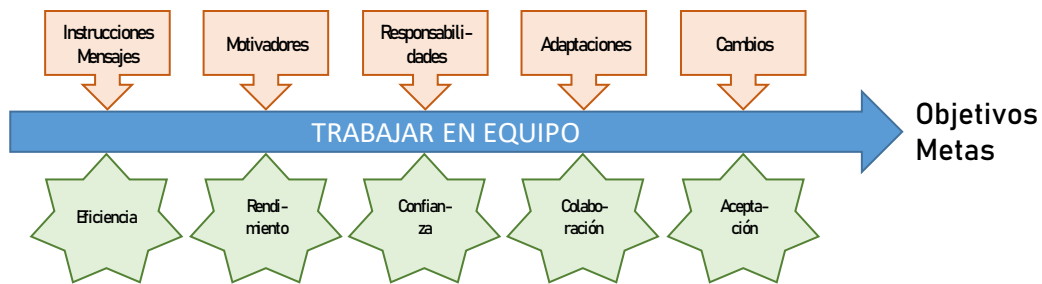 Instrucciones
Mensajes
Motivadores
Responsabili-
dades
Adaptaciones
Cambios
TRABAJAR EN EQUIPO
Objetivos
Metas
Eficiencia
Rendi-
miento
Confian-
za
Colabo-
ración
Acepta-
ción